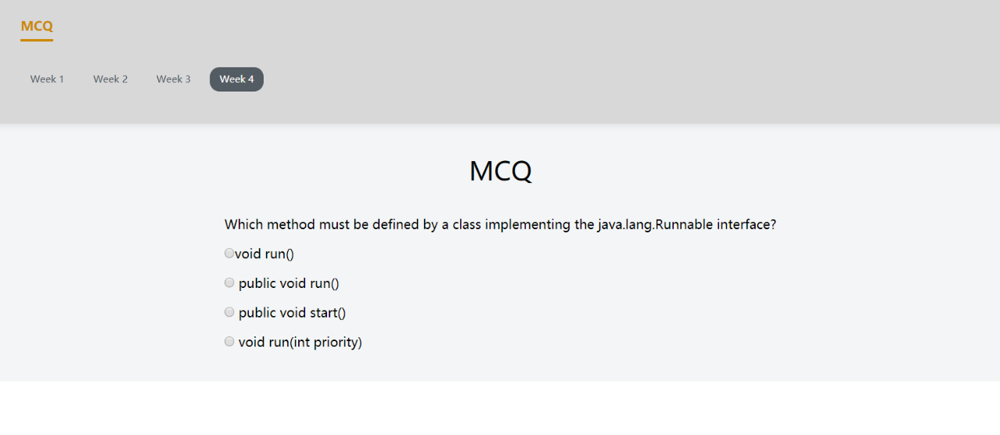 MCQ
Week 1 Week 2 Week 3 Week 4
MCQ
Which method must be defined by a class implementing the java.lang.Runnable interface?
void run()
public void run()
public void start()
void run(int priority)